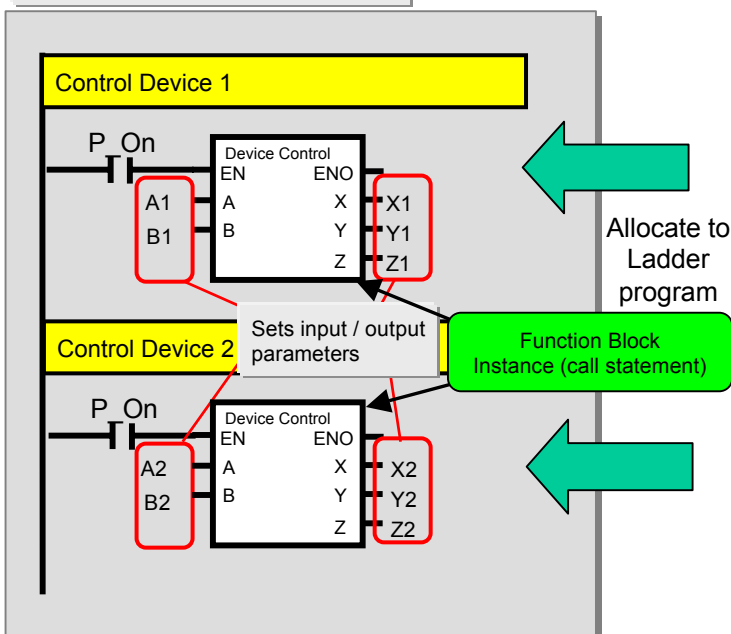 Control Device 1
P_On
Device Control
EN ENO
A1 A X X1
B1 B Y Y1
Z Z1
Allocate to
Ladder
program
Sets input / output
parameters
Function Block
Instance (call statement)
Control Device 2
P_On
Device Control
EN ENO
A2 A X X2
B2 B Y Y2
Z Z2